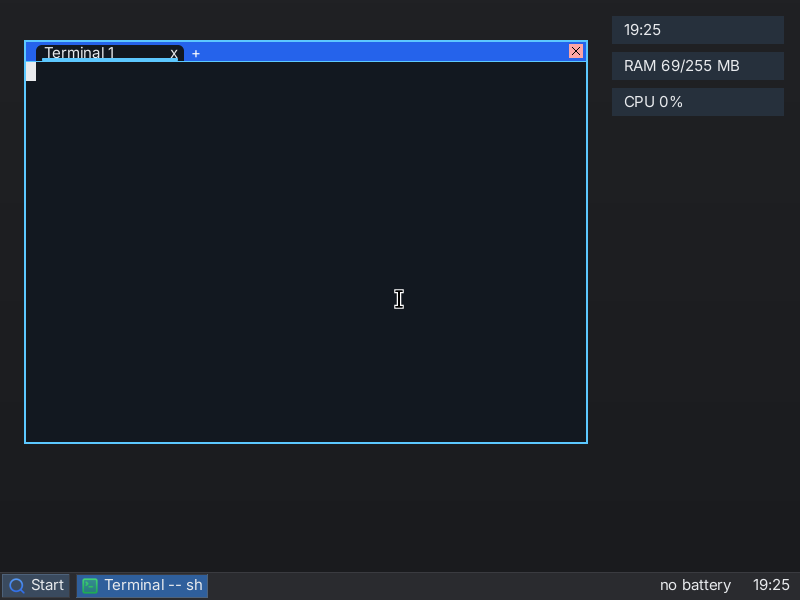 Terminal 1 x +
19:25
RAM 69/255 MB
CPU 0%
Start
Terminal -- sh
no battery
19:25